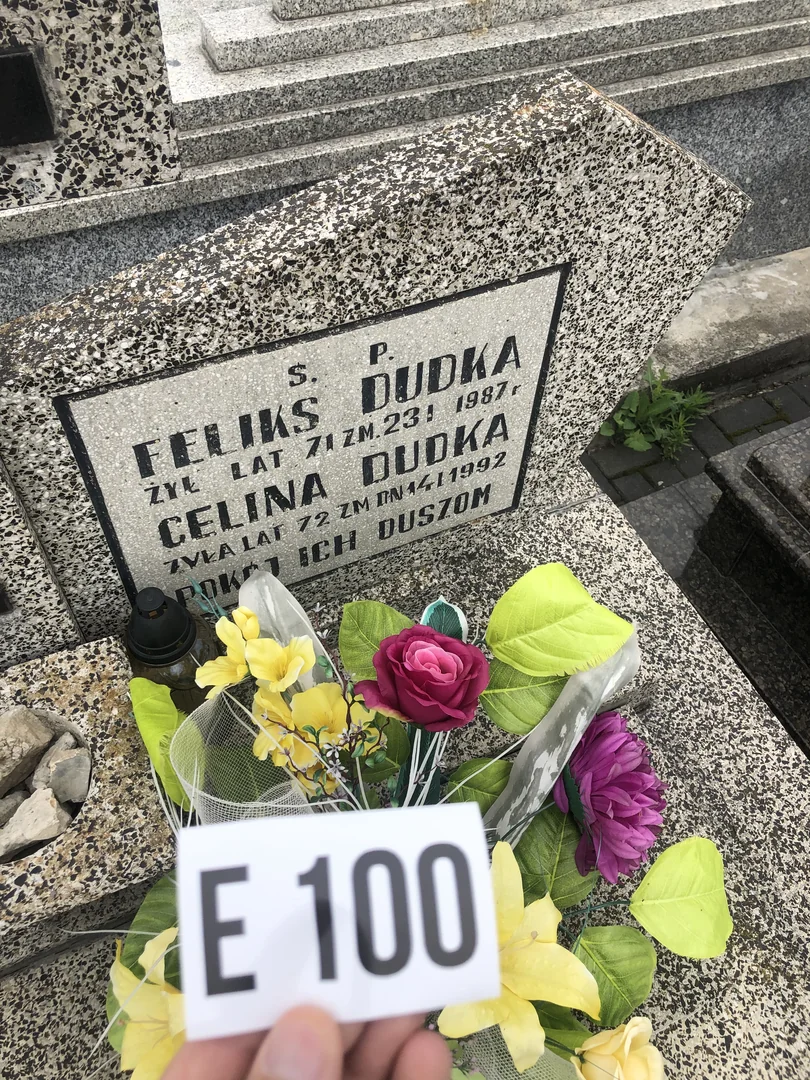 S. P.
FELIKS DUDKA
ŻYŁ LAT 71 ZM. 23 I 1987 r
CELINA DUDKA
ŻYŁA LAT 72 ZM DN 14 I 1992
POKÓJ ICH DUSZOM
E 100